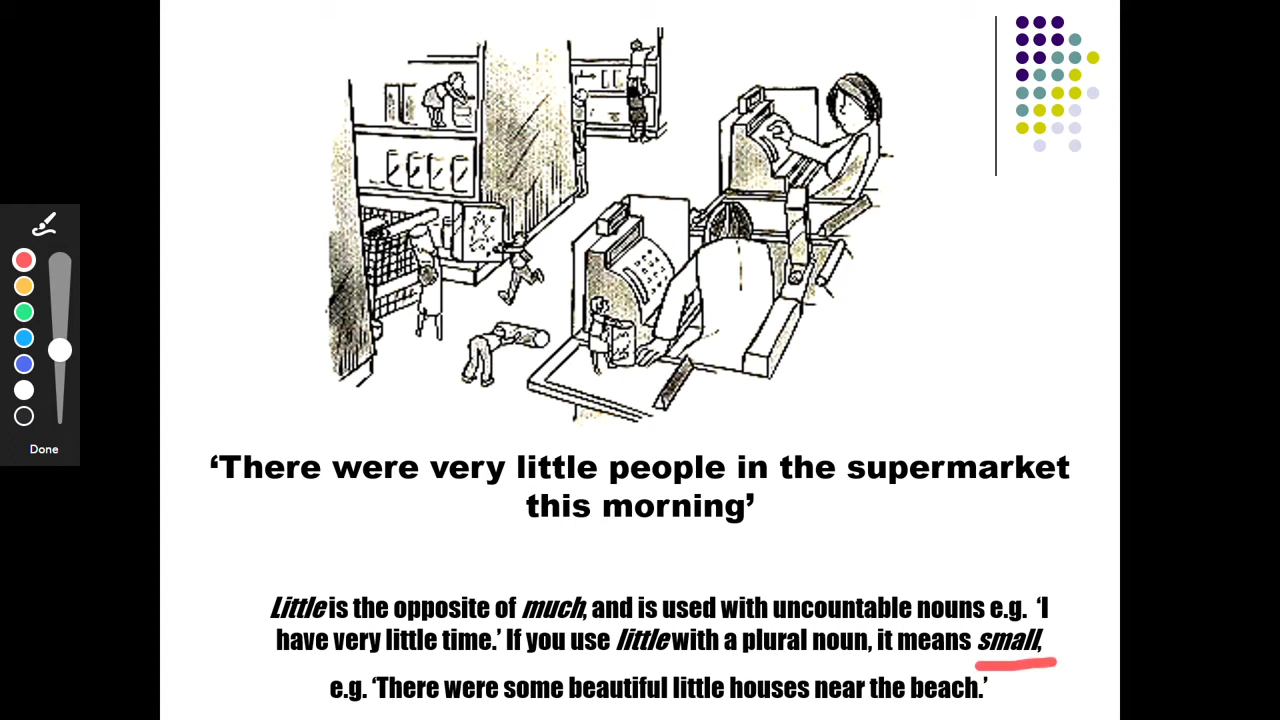 Done
‘There were very little people in the supermarket
this morning’
Little is the opposite of much, and is used with uncountable nouns e.g. ‘I
have very little time.’ If you use little with a plural noun, it means small,
e.g. ‘There were some beautiful little houses near the beach.’